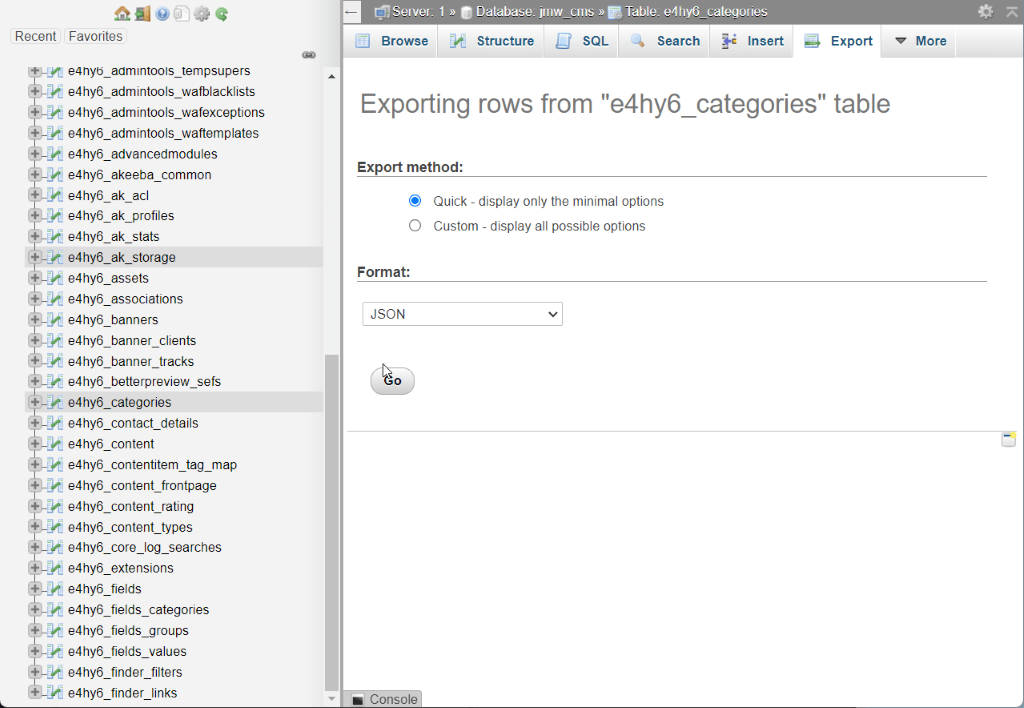 Recent Favorites
e4hy6_admintools_tempsupers
e4hy6_admintools_wafblacklists
e4hy6_admintools_wafexceptions
e4hy6_admintools_waftemplates
e4hy6_advancedmodules
e4hy6_akeeba_common
e4hy6_ak_acl
e4hy6_ak_profiles
e4hy6_ak_stats
e4hy6_ak_storage
e4hy6_assets
e4hy6_associations
e4hy6_banners
e4hy6_banner_clients
e4hy6_banner_tracks
e4hy6_betterpreview_sefs
e4hy6_categories
e4hy6_contact_details
e4hy6_content
e4hy6_contentitem_tag_map
e4hy6_content_frontpage
e4hy6_content_rating
e4hy6_content_types
e4hy6_core_log_searches
e4hy6_extensions
e4hy6_fields
e4hy6_fields_categories
e4hy6_fields_groups
e4hy6_fields_values
e4hy6_finder_filters
e4hy6_finder_links
Server: 1 » Database: jmw_cms » Table: e4hy6_categories
Browse Structure SQL Search Insert Export More
Exporting rows from "e4hy6_categories" table
Export method:
Quick - display only the minimal options
Custom - display all possible options
Format:
JSON
Go
Console